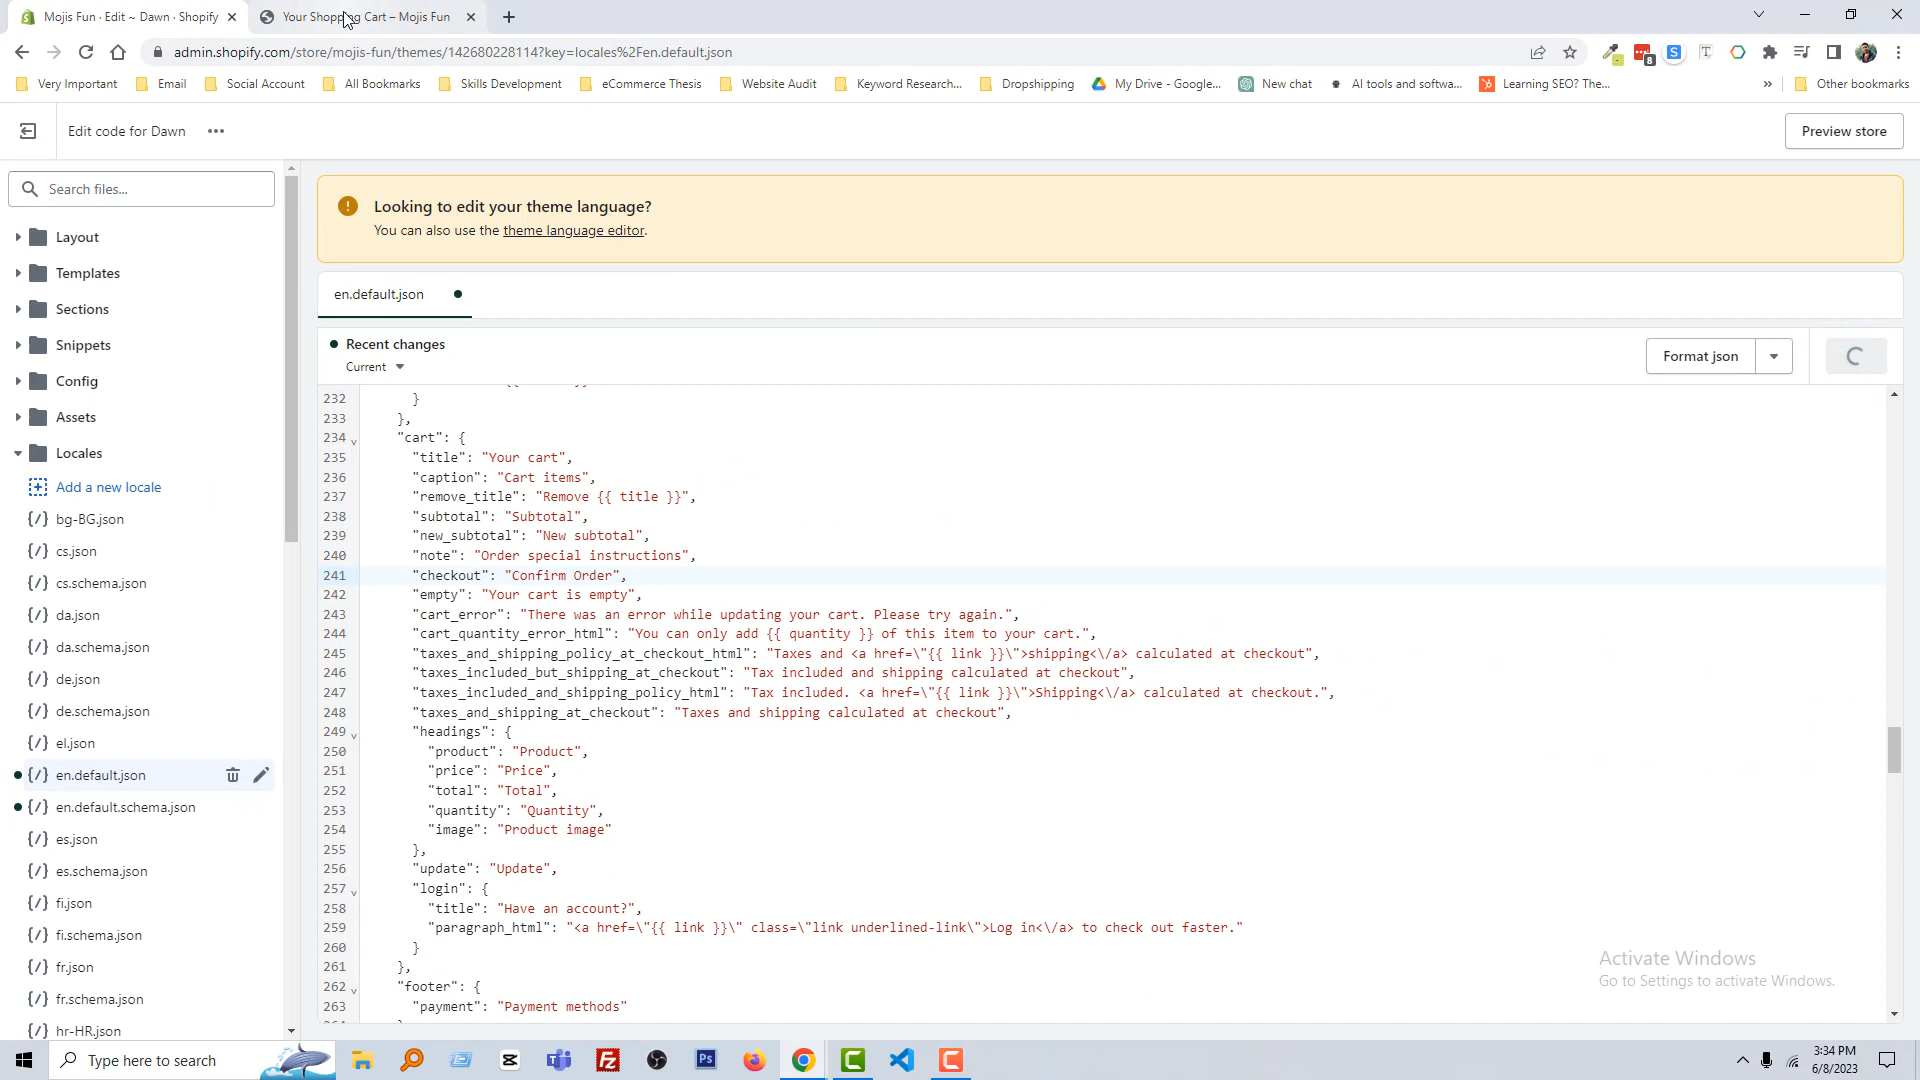 Mojis Fun · Edit ~ Dawn · Shopify
Your Shopping Cart – Mojis Fun
admin.shopify.com/store/mojis-fun/themes/142680228114?key=locales%2Fen.default.json
8
S
T
Very Important
Email
Social Account
All Bookmarks
Skills Development
eCommerce Thesis
Website Audit
Keyword Research...
Dropshipping
My Drive - Google...
New chat
AI tools and softwa...
Learning SEO? The...
»
Other bookmarks
Edit code for Dawn
Preview store
Search files...
Layout
Templates
Sections
Snippets
Config
Assets
Locales
Add a new locale
{/} bg-BG.json
{/} cs.json
{/} cs.schema.json
{/} da.json
{/} da.schema.json
{/} de.json
{/} de.schema.json
{/} el.json
{/} en.default.json
{/} en.default.schema.json
{/} es.json
{/} es.schema.json
{/} fi.json
{/} fi.schema.json
{/} fr.json
{/} fr.schema.json
{/} hr-HR.json
Looking to edit your theme language?
You can also use the theme language editor.
en.default.json
Recent changes
Current
Format json
232 }
233 },
234 "cart": {
235 "title": "Your cart",
236 "caption": "Cart items",
237 "remove_title": "Remove {{ title }}",
238 "subtotal": "Subtotal",
239 "new_subtotal": "New subtotal",
240 "note": "Order special instructions",
241 "checkout": "Confirm Order",
242 "empty": "Your cart is empty",
243 "cart_error": "There was an error while updating your cart. Please try again.",
244 "cart_quantity_error_html": "You can only add {{ quantity }} of this item to your cart.",
245 "taxes_and_shipping_policy_at_checkout_html": "Taxes and <a href=\"{{ link }}\">shipping<\/a> calculated at checkout",
246 "taxes_included_but_shipping_at_checkout": "Tax included and shipping calculated at checkout",
247 "taxes_included_and_shipping_policy_html": "Tax included. <a href=\"{{ link }}\">Shipping<\/a> calculated at checkout.",
248 "taxes_and_shipping_at_checkout": "Taxes and shipping calculated at checkout",
249 "headings": {
250 "product": "Product",
251 "price": "Price",
252 "total": "Total",
253 "quantity": "Quantity",
254 "image": "Product image"
255 },
256 "update": "Update",
257 "login": {
258 "title": "Have an account?",
259 "paragraph_html": "<a href=\"{{ link }}\" class=\"link underlined-link\">Log in<\/a> to check out faster."
260 }
261 },
262 "footer": {
263 "payment": "Payment methods"
Activate Windows
Go to Settings to activate Windows.
Type here to search
Ps
3:34 PM
6/8/2023